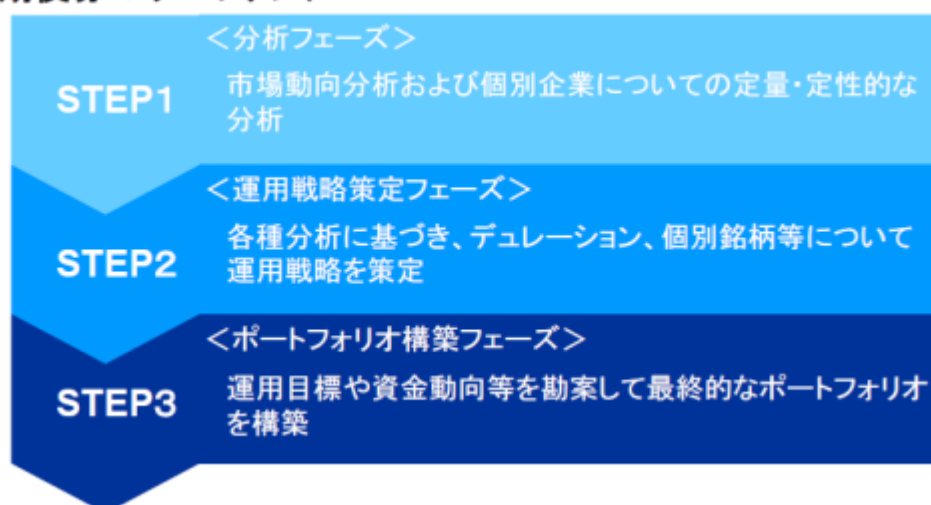 ＜分析フェーズ＞
STEP1
市場動向分析および個別企業についての定量・定性的な
分析
＜運用戦略策定フェーズ＞
STEP2
各種分析に基づき、デュレーション、個別銘柄等について
運用戦略を策定
＜ポートフォリオ構築フェーズ＞
STEP3
運用目標や資金動向等を勘案して最終的なポートフォリオ
を構築